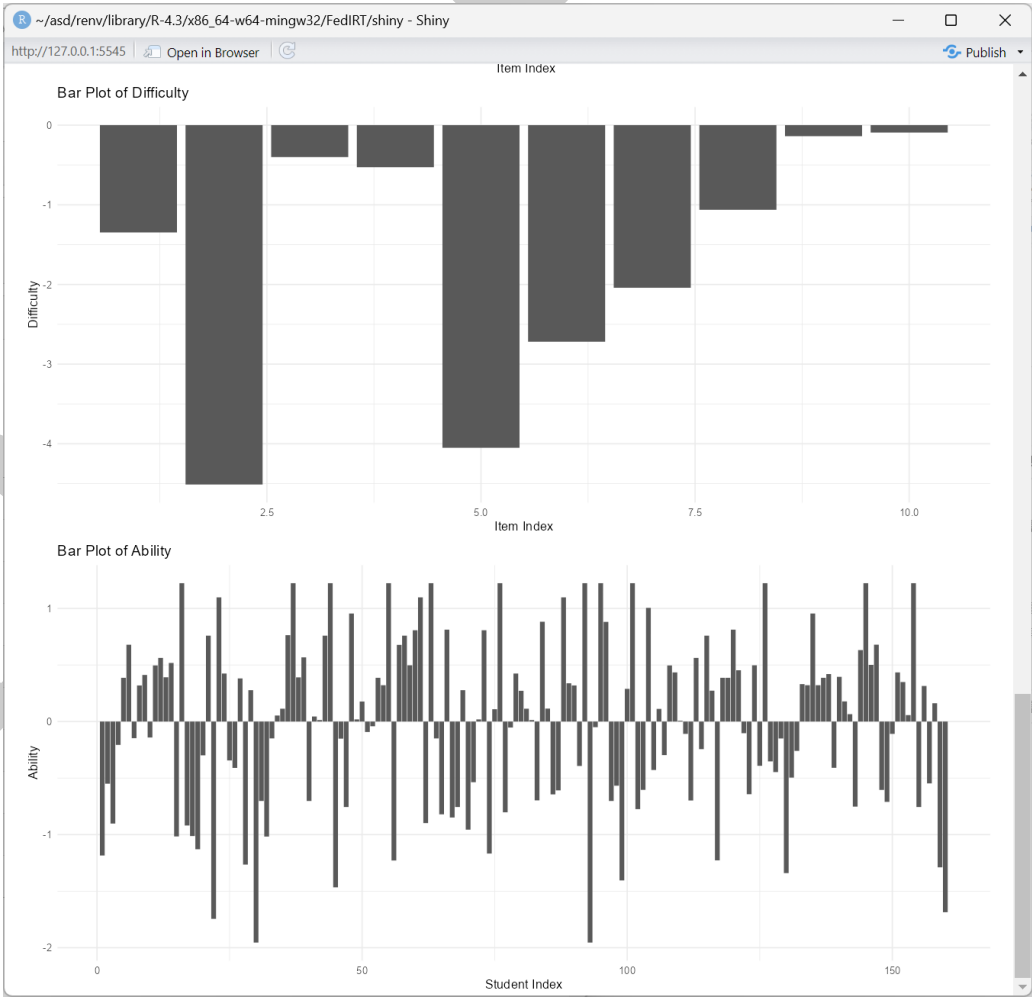 ~/asd/renv/library/R-4.3/x86_64-w64-mingw32/FedIRT/shiny - Shiny
http://127.0.0.1:5545 Open in Browser Publish
Item Index
Bar Plot of Difficulty
0
-1
-2
-3
-4
Difficulty
2.5 5.0 7.5 10.0
Item Index
Bar Plot of Ability
1
0
-1
-2
Ability
0 50 100 150
Student Index